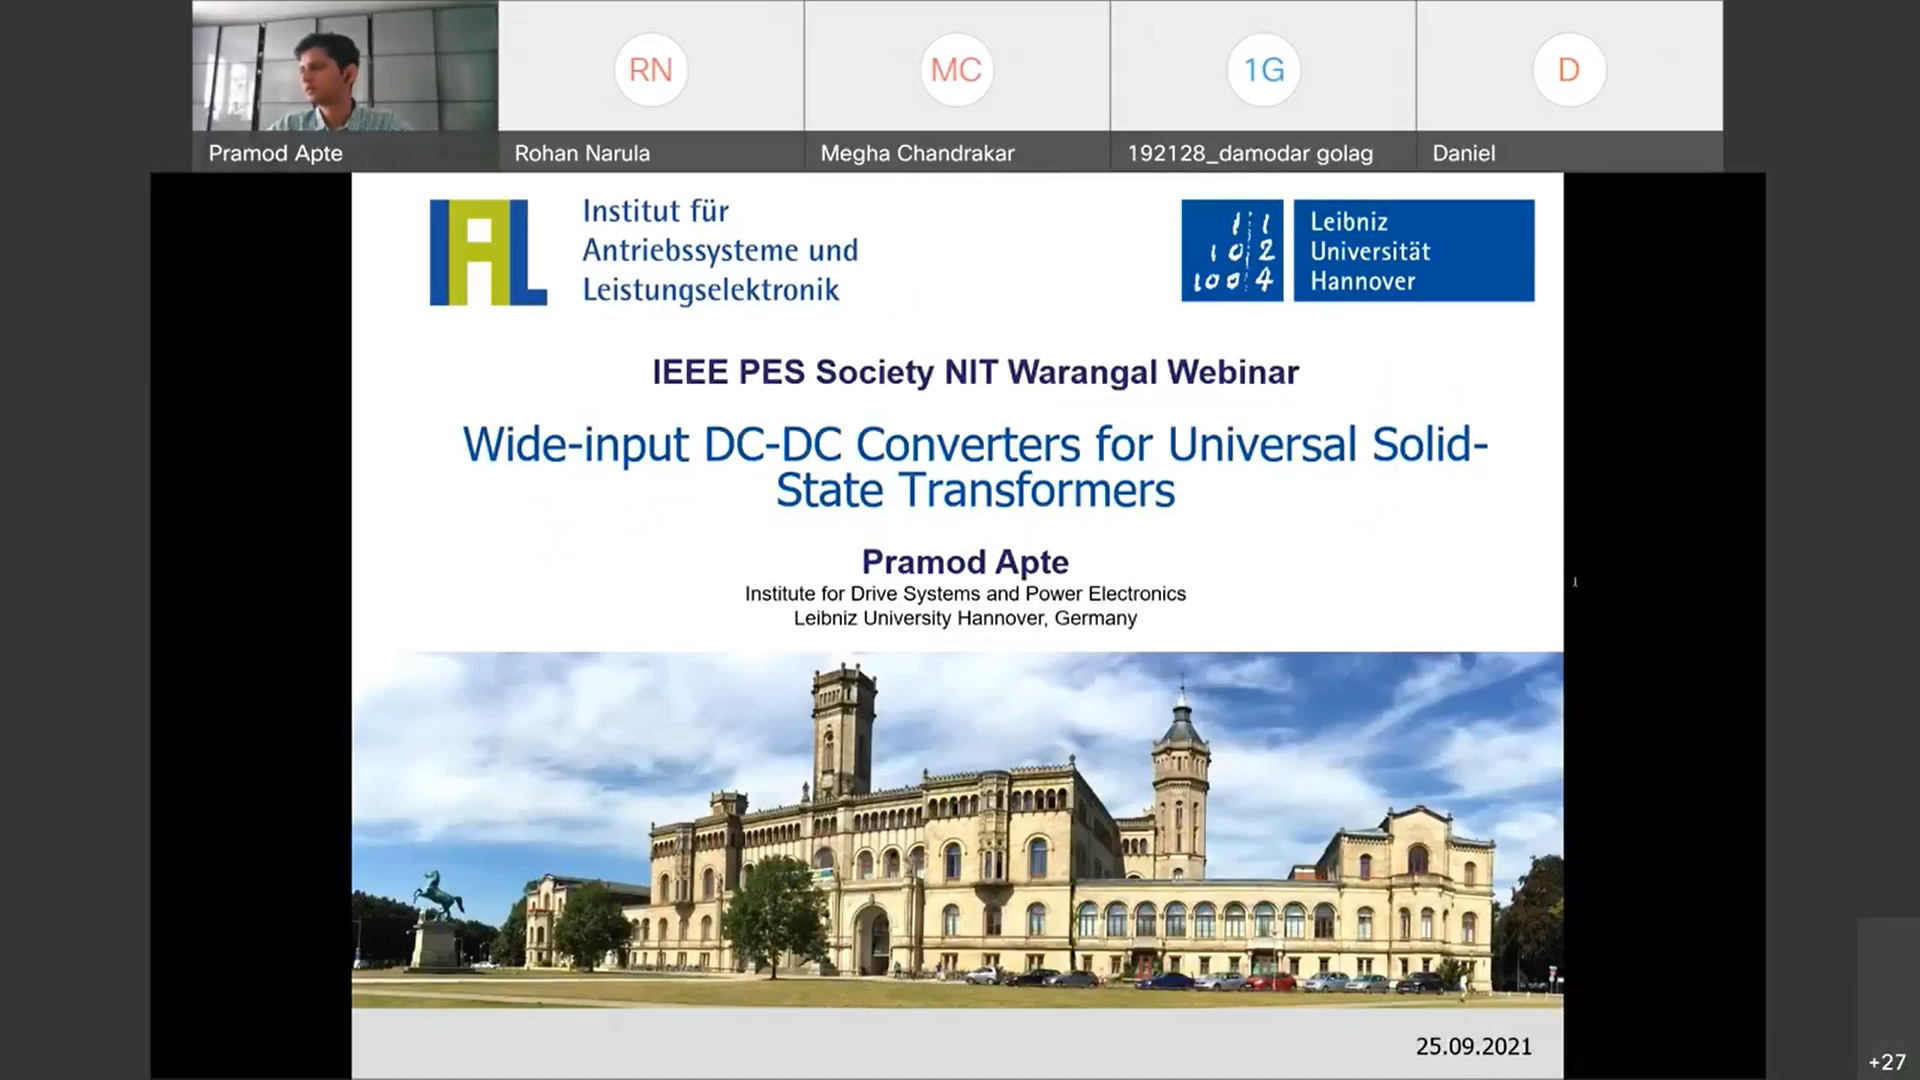 RN
MC
1G
D
Pramod Apte
Rohan Narula
Megha Chandrakar
192128_damodar golag
Daniel
Institut für
Antriebssysteme und
Leistungselektronik
1 1
1 0 2
1 0 0 4
Leibniz
Universität
Hannover
IEEE PES Society NIT Warangal Webinar
Wide-input DC-DC Converters for Universal Solid-
State Transformers
Pramod Apte
Institute for Drive Systems and Power Electronics
Leibniz University Hannover, Germany
25.09.2021
+27